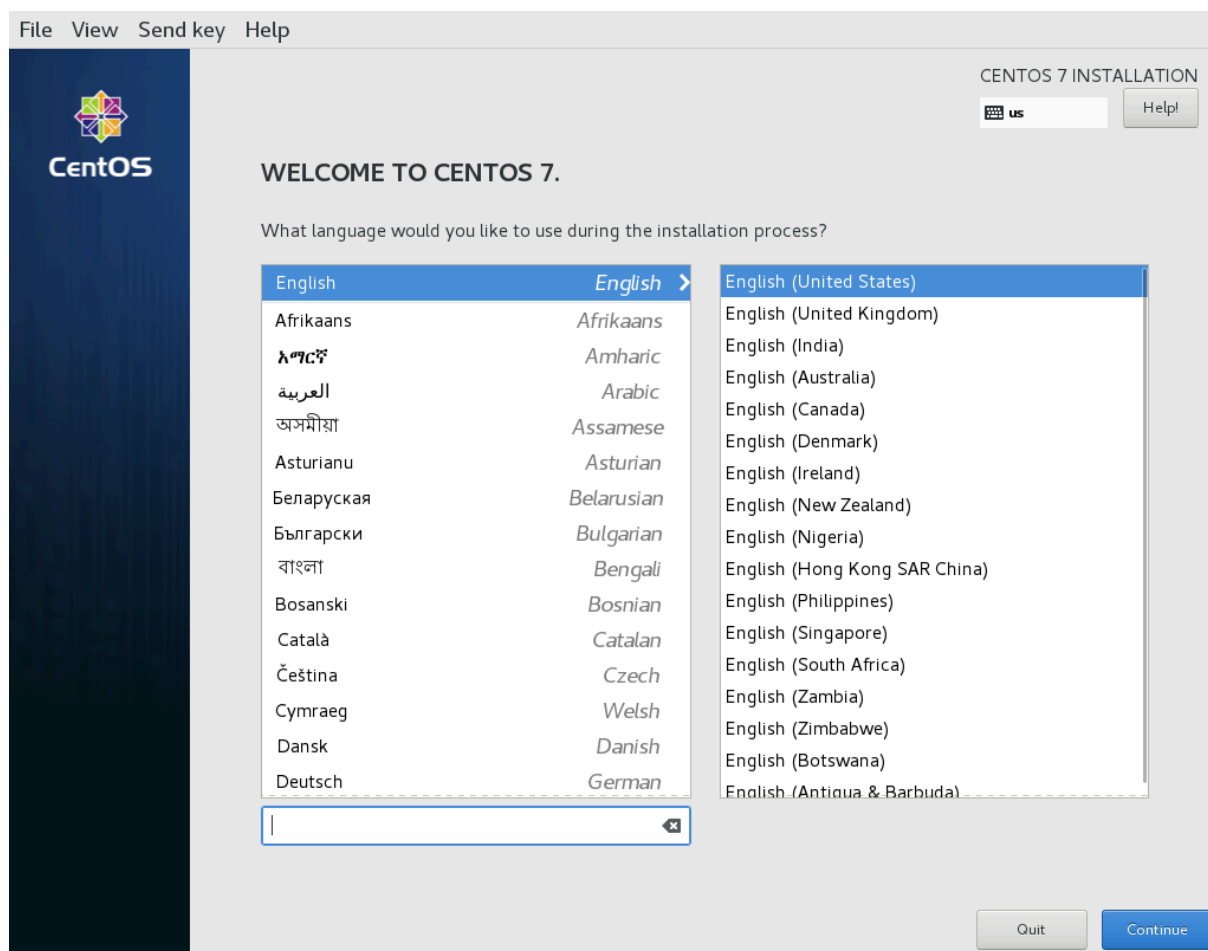 File View Send key Help
CENTOS 7 INSTALLATION
us Help!
CentOS
WELCOME TO CENTOS 7.
What language would you like to use during the installation process?
English English
Afrikaans Afrikaans
አማርኛ Amharic
العربية Arabic
অসমীয়া Assamese
Asturianu Asturian
Беларуская Belarusian
Български Bulgarian
বাংলা Bengali
Bosanski Bosnian
Català Catalan
Čeština Czech
Cymraeg Welsh
Dansk Danish
Deutsch German
English (United States)
English (United Kingdom)
English (India)
English (Australia)
English (Canada)
English (Denmark)
English (Ireland)
English (New Zealand)
English (Nigeria)
English (Hong Kong SAR China)
English (Philippines)
English (Singapore)
English (South Africa)
English (Zambia)
English (Zimbabwe)
English (Botswana)
English (Antigua & Barbuda)
Quit Continue